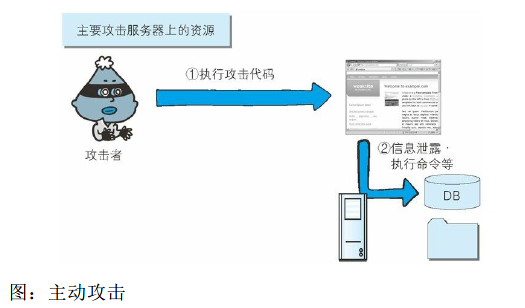 主要攻击服务器上的资源
①执行攻击代码
攻击者
Welcome to example.com
②信息泄露·
执行命令等
DB
图：主动攻击